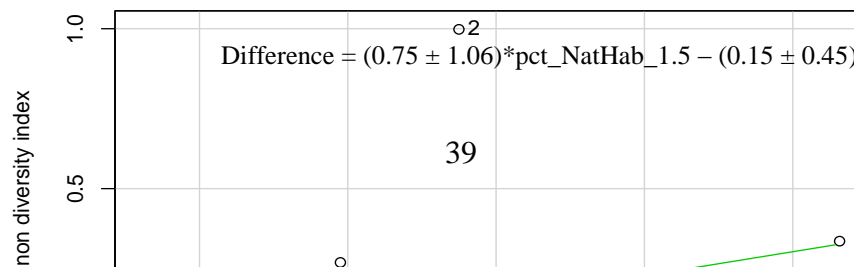 1.0
2
Difference = (0.75 ± 1.06)*pct_NatHab_1.5 – (0.15 ± 0.45)
39
0.5
non diversity index